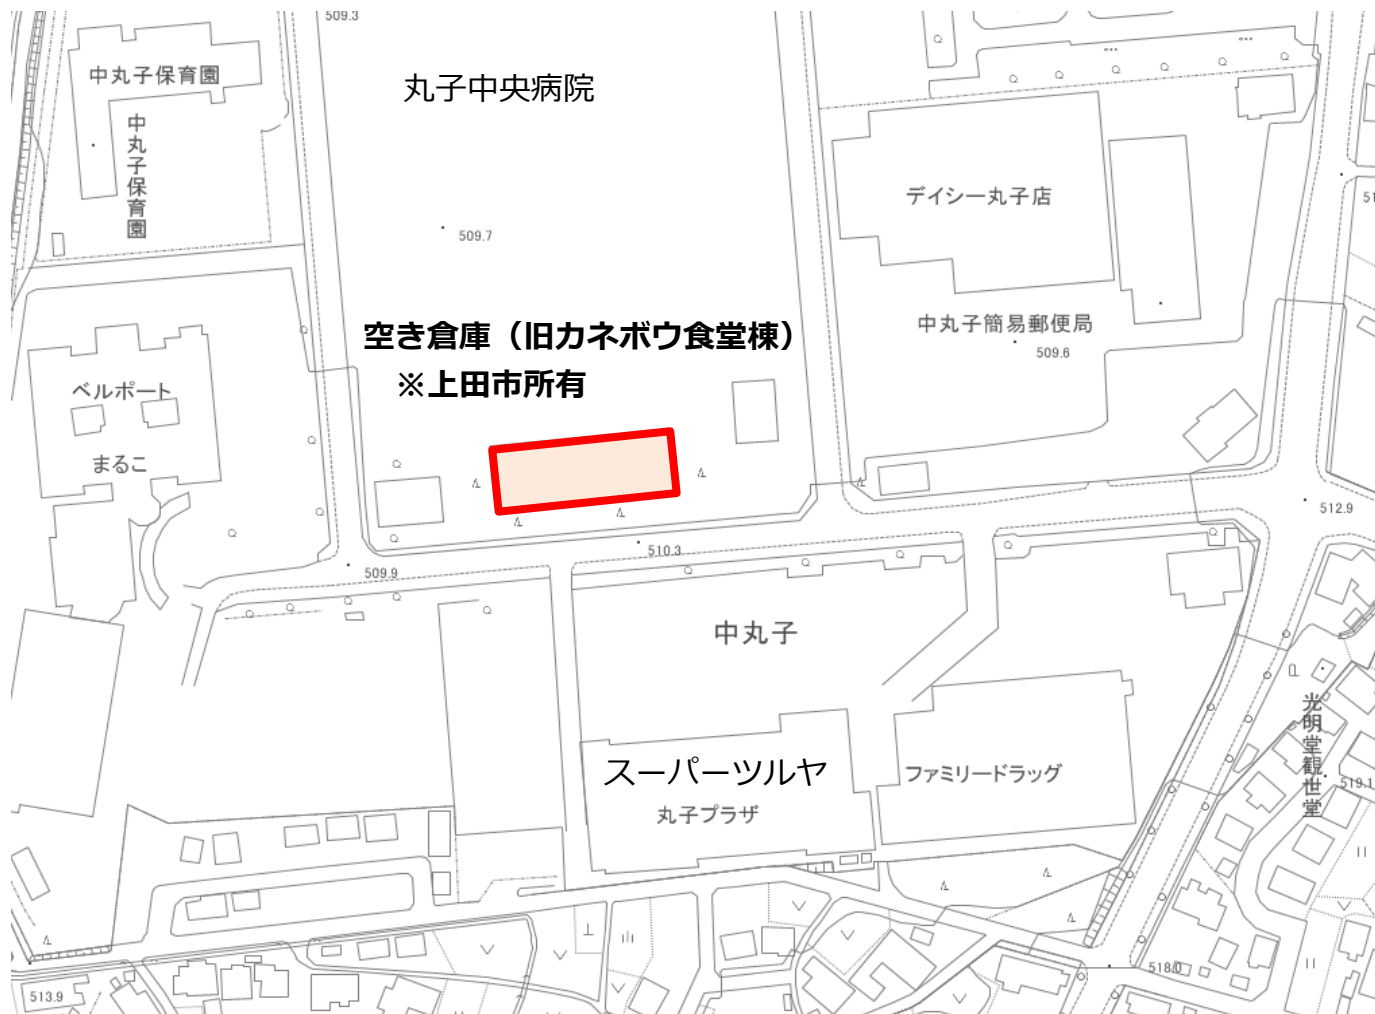 509.3
中丸子保育園
丸子中央病院
中丸子保育園
デイシー丸子店
509.7
空き倉庫（旧カネボウ食堂棟）
※上田市所有
中丸子簡易郵便局
509.6
ベルポート
まるこ
512.9
510.3
509.9
中丸子
P
光明堂観世堂
スーパーツルヤ
ファミリードラッグ
丸子プラザ
519.1
518.0
513.9